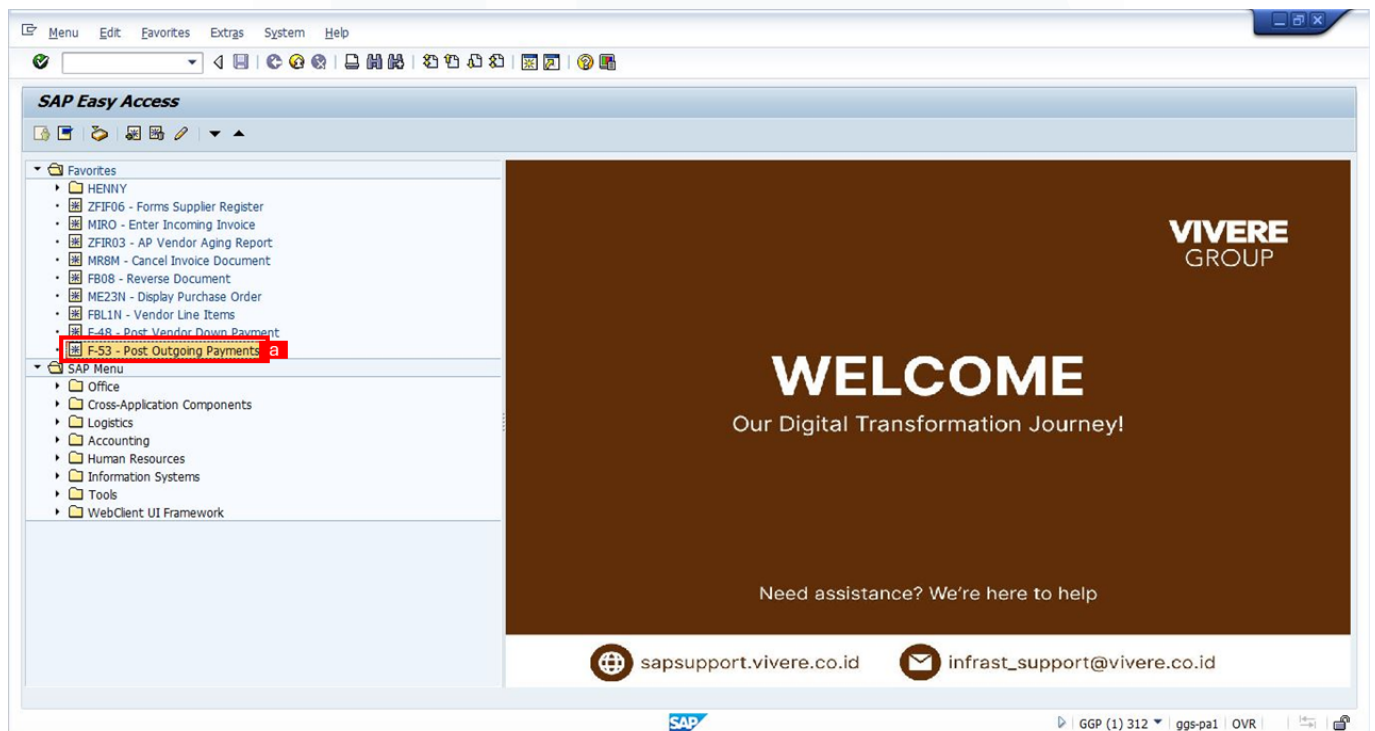 Menu Edit Favorites Extras System Help
SAP Easy Access
Favorites
HENNY
ZFIF06 - Forms Supplier Register
MIRO - Enter Incoming Invoice
ZFIR03 - AP Vendor Aging Report
MR8M - Cancel Invoice Document
FB08 - Reverse Document
ME23N - Display Purchase Order
FBL1N - Vendor Line Items
F-48 - Post Vendor Down Payment
F-53 - Post Outgoing Payments a
SAP Menu
Office
Cross-Application Components
Logistics
Accounting
Human Resources
Information Systems
Tools
WebClient UI Framework
VIVERE
GROUP
WELCOME
Our Digital Transformation Journey!
Need assistance? We're here to help
sapsupport.vivere.co.id infrast_support@vivere.co.id
SAP GGP (1) 312 ggs-pa1 OVR